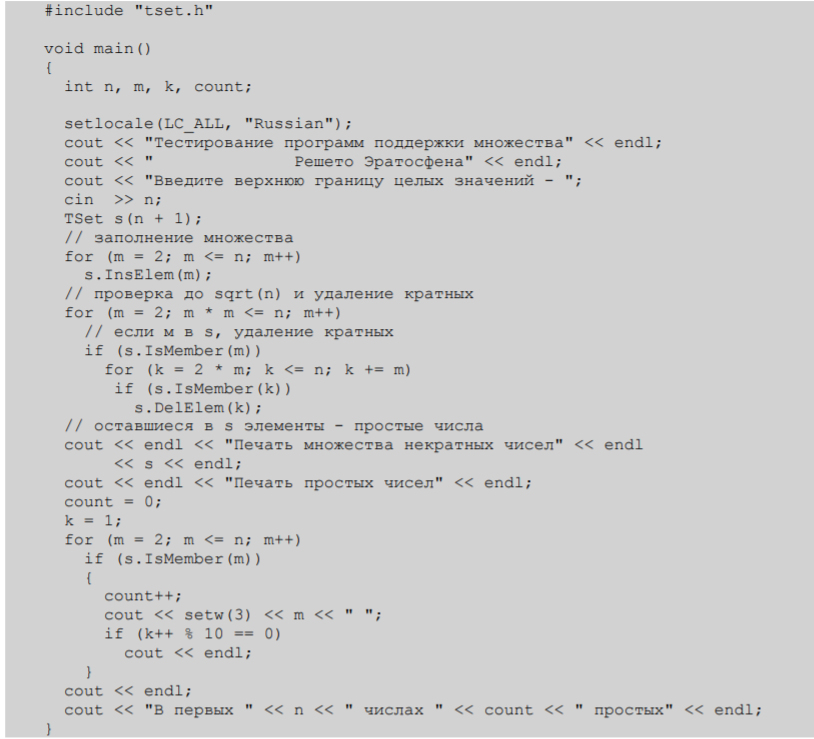 #include "tset.h"

void main()
{
  int n, m, k, count;

  setlocale(LC_ALL, "Russian");
  cout << "Тестирование программ поддержки множества" << endl;
  cout << "              Решето Эратосфена" << endl;
  cout << "Введите верхнюю границу целых значений - ";
  cin  >> n;
  TSet s(n + 1);
  // заполнение множества
  for (m = 2; m <= n; m++)
    s.InsElem(m);
  // проверка до sqrt(n) и удаление кратных
  for (m = 2; m * m <= n; m++)
    // если м в s, удаление кратных
    if (s.IsMember(m))
      for (k = 2 * m; k <= n; k += m)
       if (s.IsMember(k))
         s.DelElem(k);
  // оставшиеся в s элементы - простые числа
  cout << endl << "Печать множества некратных чисел" << endl
       << s << endl;
  cout << endl << "Печать простых чисел" << endl;
  count = 0;
  k = 1;
  for (m = 2; m <= n; m++)
    if (s.IsMember(m))
    {
      count++;
      cout << setw(3) << m << " ";
      if (k++ % 10 == 0)
        cout << endl;
    }
  cout << endl;
  cout << "В первых " << n << " числах " << count << " простых" << endl;
}